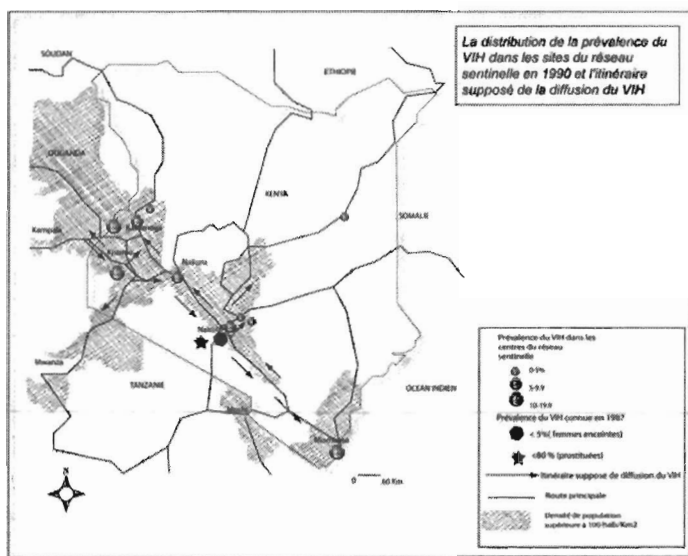 La distribution de la prévalence du
VIH dans les sites du réseau
sentinelle en 1990 et l'itinéraire
supposé de la diffusion du VIH
SOUDAN
ETHIOPIE
OUGANDA
KENYA
SOMALIE
Kampala
Kisumu
Nakuru
Mwanza
TANZANIE
OCEAN INDIEN
Moshi
Mombasa
N
0 60 Km
Prévalence du VIH dans les
centres du réseau
sentinelle
0-5%
5-9.9
10-19.9
Prévalence du VIH connue en 1987
< 5% (femmes enceintes)
<80 % (prostituées)
Itinéraire supposé de diffusion du VIH
Route principale
Densité de population
supérieure à 100 hab/Km2